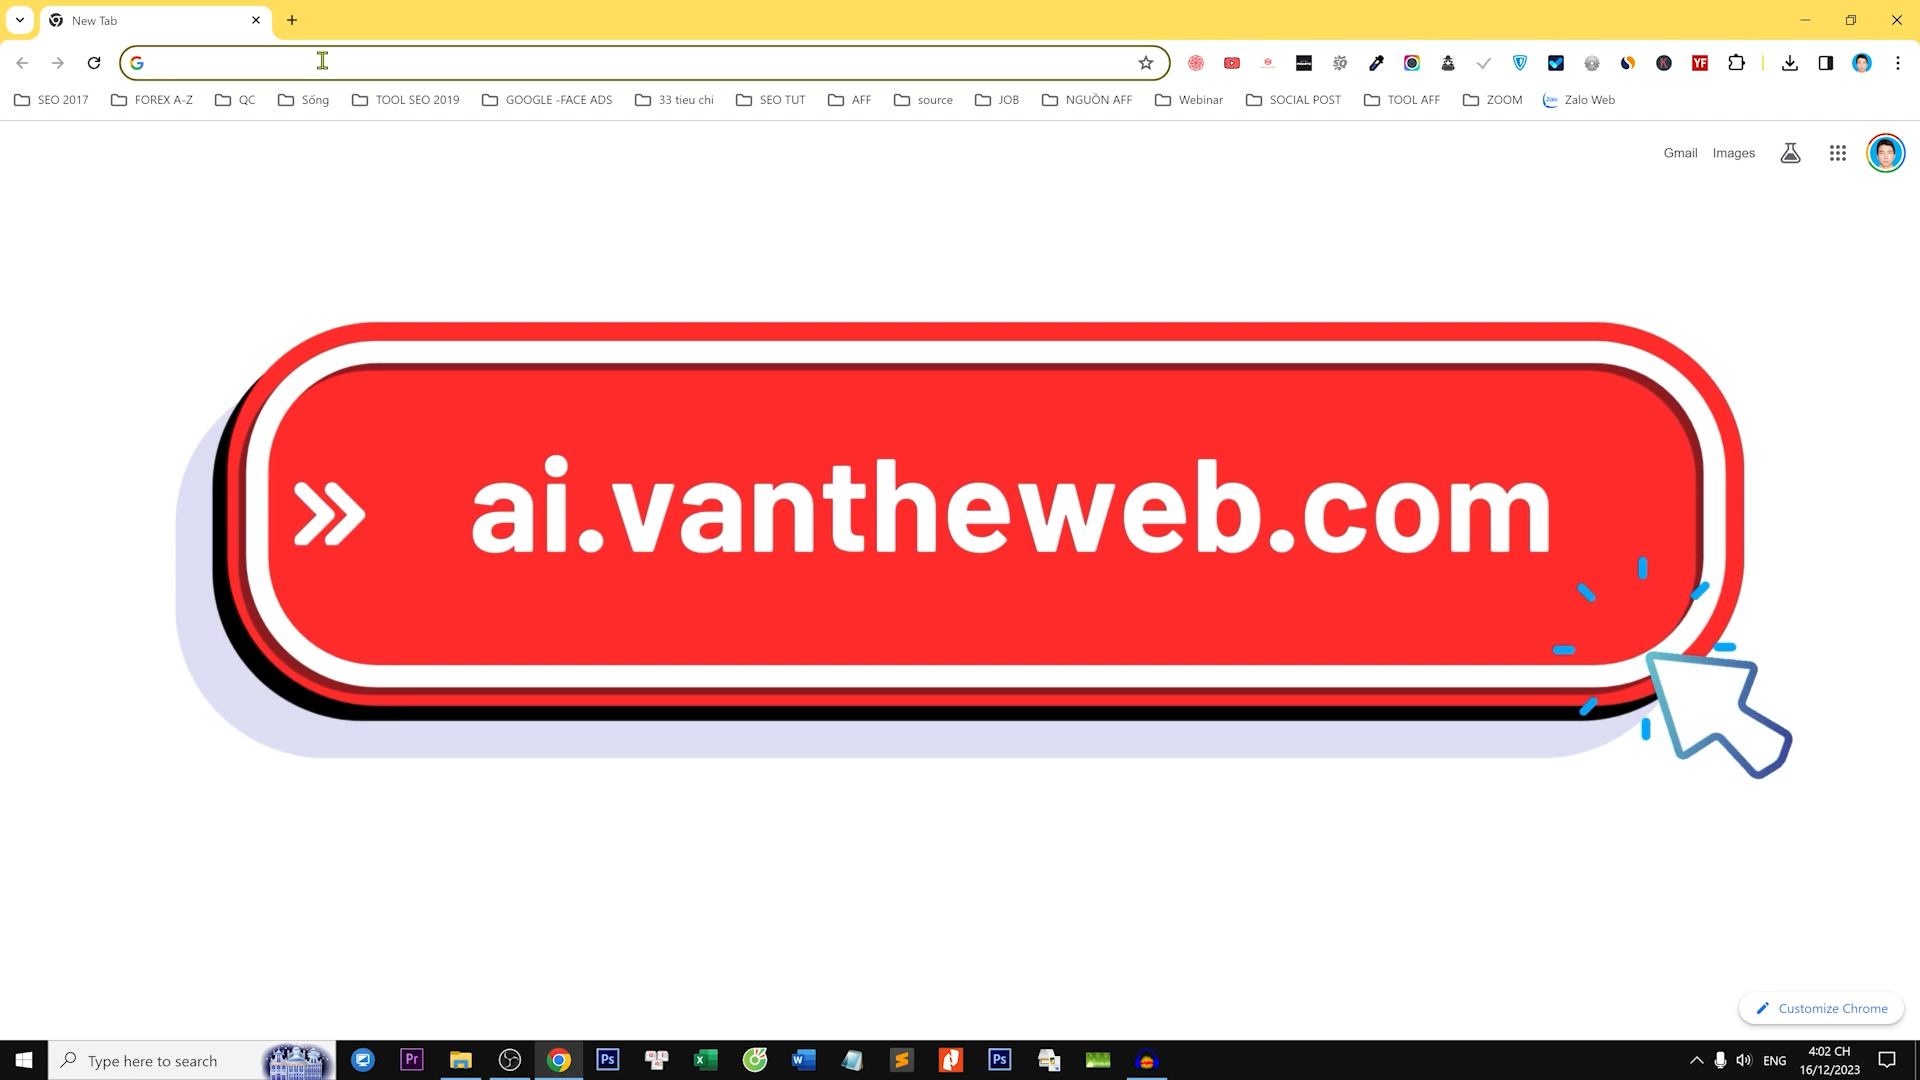 New Tab
SEO 2017
FOREX A-Z
QC
Sống
TOOL SEO 2019
GOOGLE -FACE ADS
33 tieu chi
SEO TUT
AFF
source
JOB
NGUỒN AFF
Webinar
SOCIAL POST
TOOL AFF
ZOOM
Zalo Web
Gmail
Images
ai.vantheweb.com
Customize Chrome
Type here to search
ENG
4:02 CH
16/12/2023